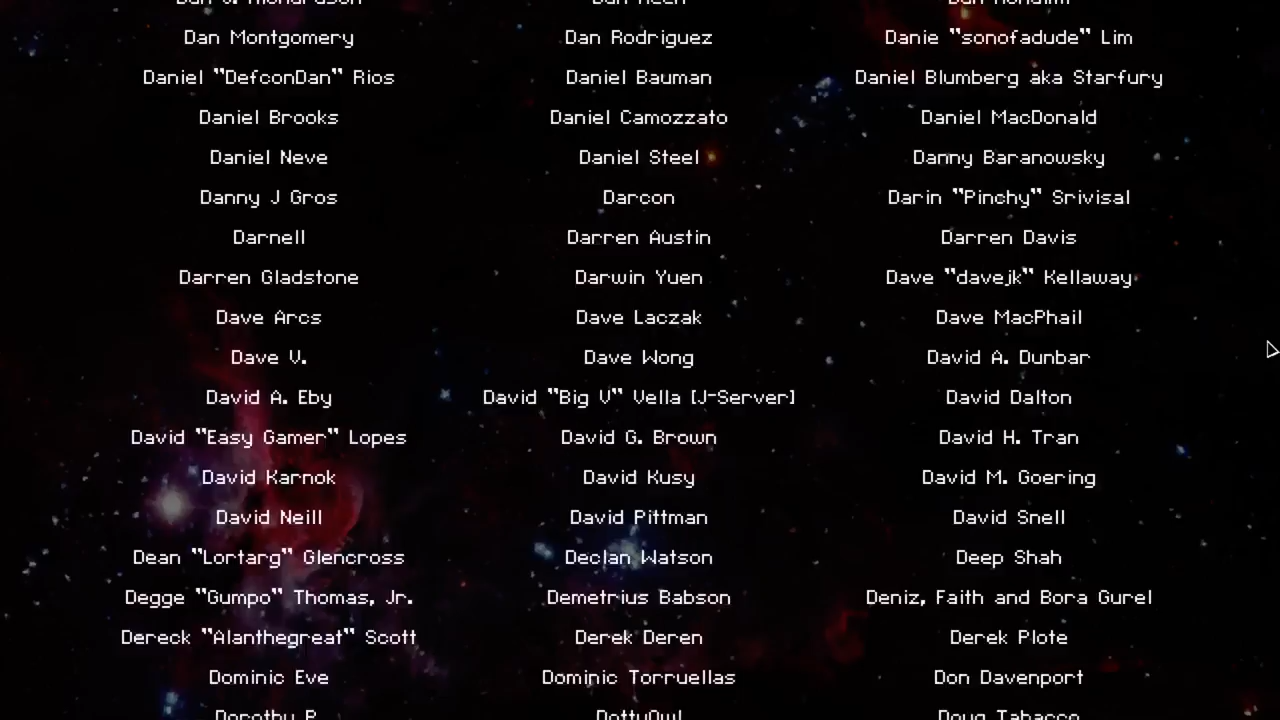 Dan Montgomery Dan Rodriguez Danie "sonofadude" Lim
Daniel "DefconDan" Rios Daniel Bauman Daniel Blumberg aka Starfury
Daniel Brooks Daniel Camozzato Daniel MacDonald
Daniel Neve Daniel Steel Danny Baranowsky
Danny J Gros Darcon Darin "Pinchy" Srivisal
Darnell Darren Austin Darren Davis
Darren Gladstone Darwin Yuen Dave "davejk" Kellaway
Dave Arcs Dave Laczak Dave MacPhail
Dave V. Dave Wong David A. Dunbar
David A. Eby David "Big V" Vella [J-Server] David Dalton
David "Easy Gamer" Lopes David G. Brown David H. Tran
David Karnok David Kusy David M. Goering
David Neill David Pittman David Snell
Dean "Lortarg" Glencross Declan Watson Deep Shah
Degge "Gumpo" Thomas, Jr. Demetrius Babson Deniz, Faith and Bora Gurel
Dereck "Alanthegreat" Scott Derek Deren Derek Plote
Dominic Eve Dominic Torruellas Don Davenport